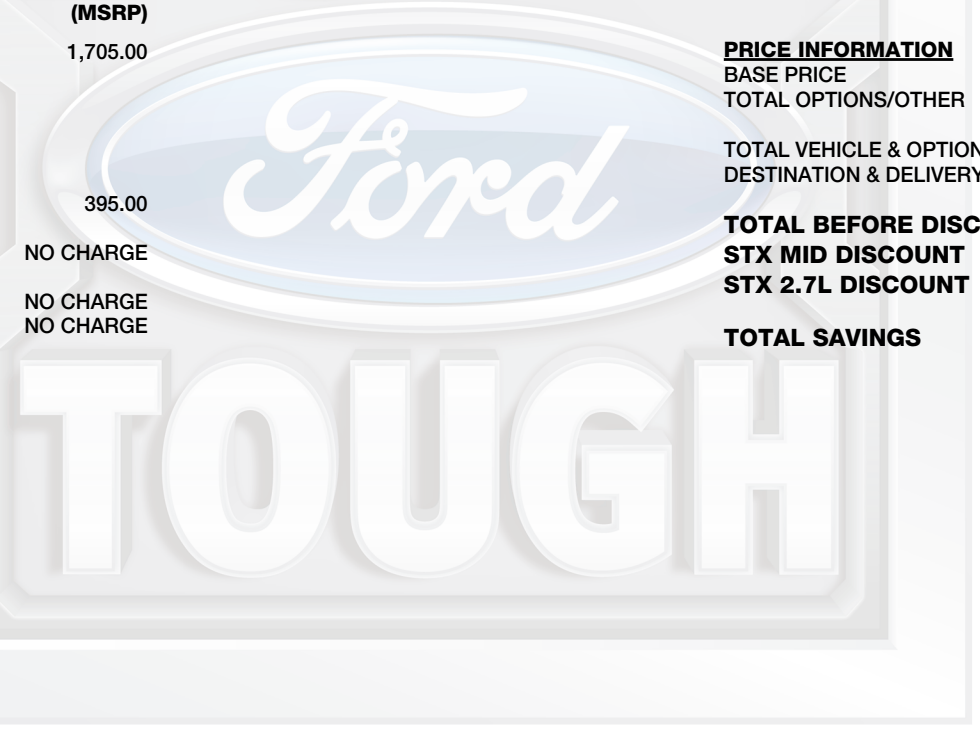 (MSRP)
1,705.00
395.00
NO CHARGE
NO CHARGE
NO CHARGE
PRICE INFORMATION
BASE PRICE
TOTAL OPTIONS/OTHER
TOTAL VEHICLE & OPTION
DESTINATION & DELIVERY
TOTAL BEFORE DISC
STX MID DISCOUNT
STX 2.7L DISCOUNT
TOTAL SAVINGS
Ford
TOUGH